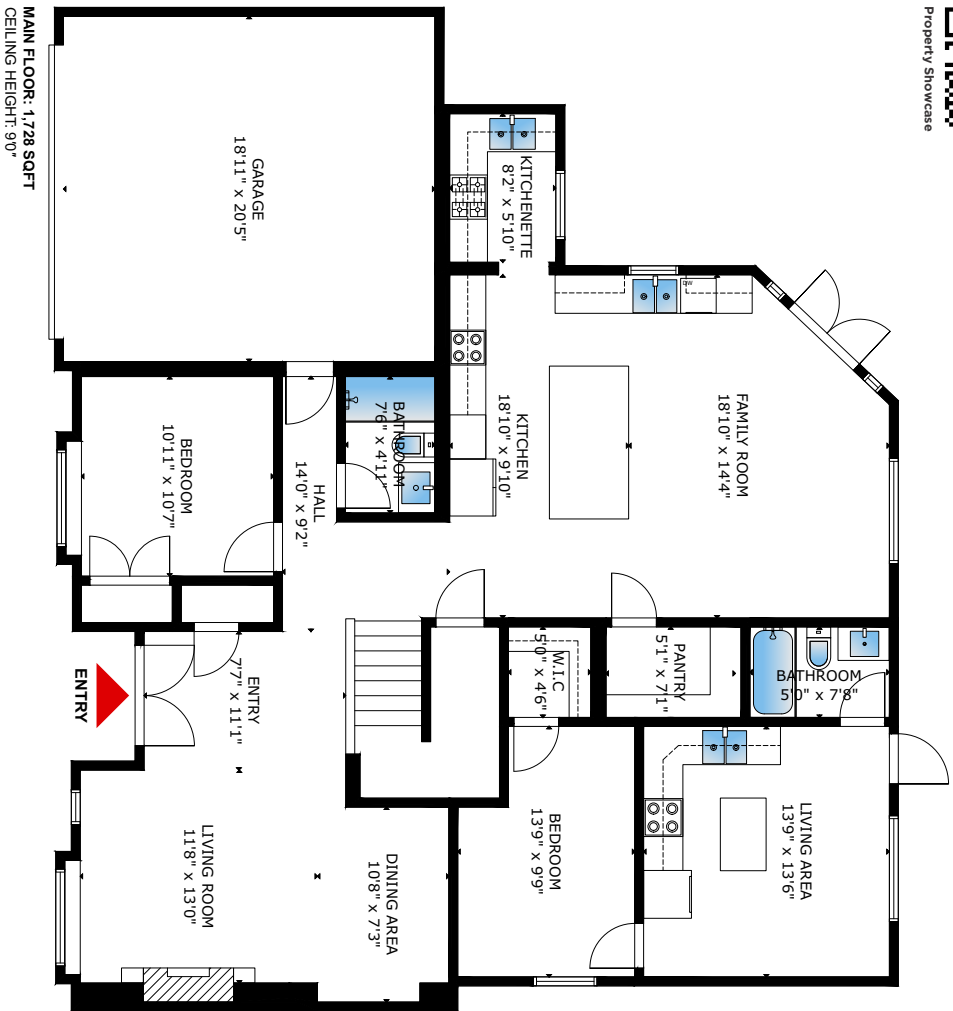 Property Showcase
KITCHENETTE
8'2" x 5'10"
GARAGE
18'11" x 20'5"
FAMILY ROOM
18'10" x 14'4"
KITCHEN
18'10" x 9'10"
DW
BATHROOM
7'6" x 4'11"
HALL
14'0" x 9'2"
BEDROOM
10'11" x 10'7"
BATHROOM
5'0" x 7'8"
PANTRY
5'1" x 7'1"
W.I.C
5'0" x 4'6"
ENTRY
7'7" x 11'1"
ENTRY
LIVING AREA
13'9" x 13'6"
BEDROOM
13'9" x 9'9"
DINING AREA
10'8" x 7'3"
LIVING ROOM
11'8" x 13'0"
MAIN FLOOR: 1,728 SQFT
CEILING HEIGHT: 9'0"